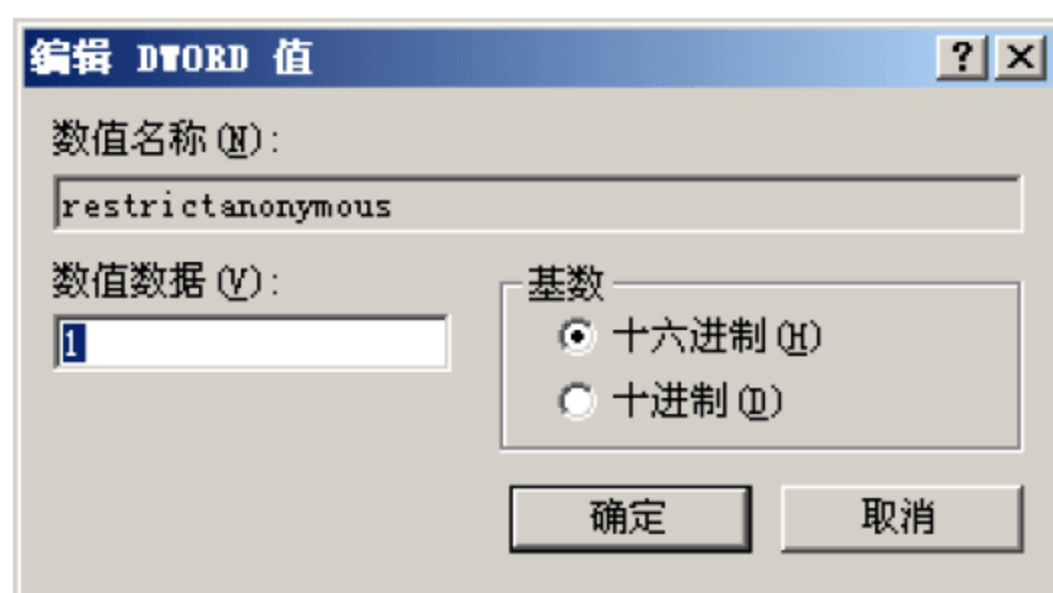 编辑 DWORD 值
数值名称(N):
restrictanonymous
数值数据(V):
1
基数
十六进制(H)
十进制(D)
确定
取消